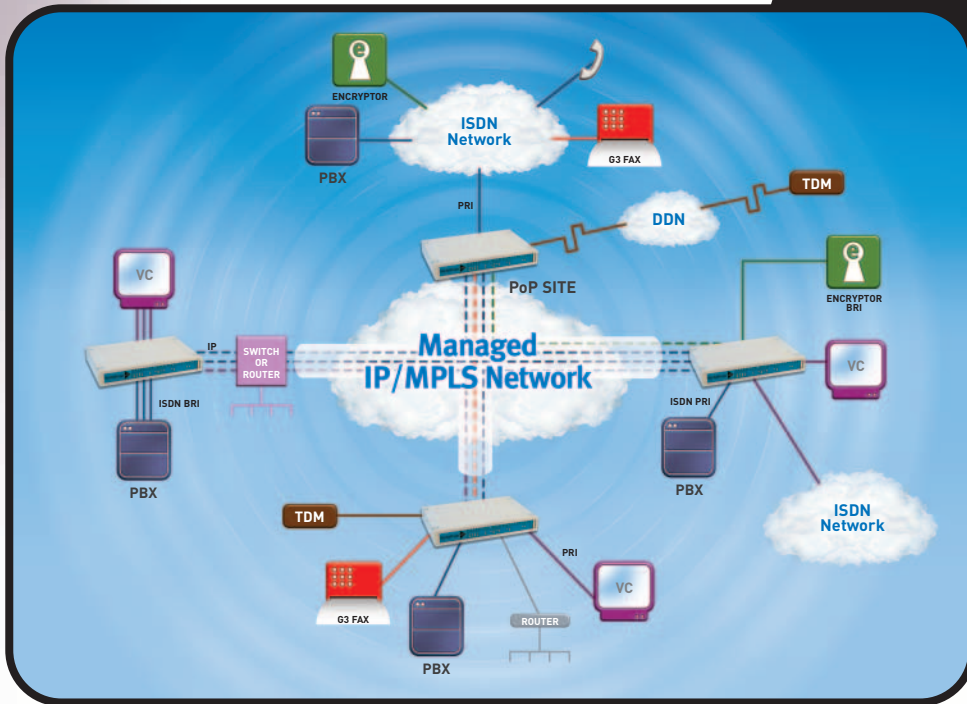 ENCRYPTOR
PBX
ISDN
Network
G3 FAX
PRI
DDN
TDM
PoP SITE
VC
ENCRYPTOR
BRI
IP
SWITCH
OR
ROUTER
Managed
IP/MPLS Network
VC
ISDN BRI
ISDN PRI
PBX
PBX
ISDN
Network
TDM
PRI
G3 FAX
PBX
ROUTER
VC